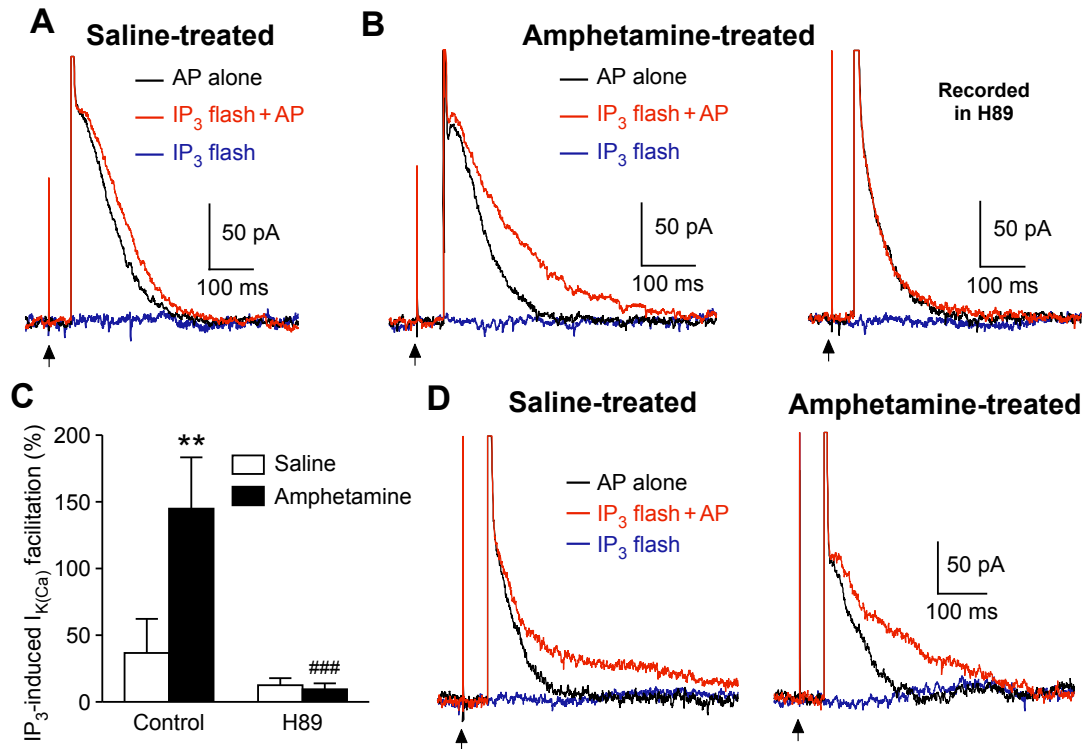 A
Saline-treated
AP alone
IP3 flash + AP
IP3 flash
50 pA
100 ms
B
Amphetamine-treated
AP alone
IP3 flash + AP
IP3 flash
50 pA
100 ms
Recorded
in H89
50 pA
100 ms
C
IP3-induced IK(Ca) facilitation (%)
200
150
100
50
0
**
###
Saline
Amphetamine
Control
H89
D
Saline-treated
Amphetamine-treated
AP alone
IP3 flash + AP
IP3 flash
50 pA
100 ms